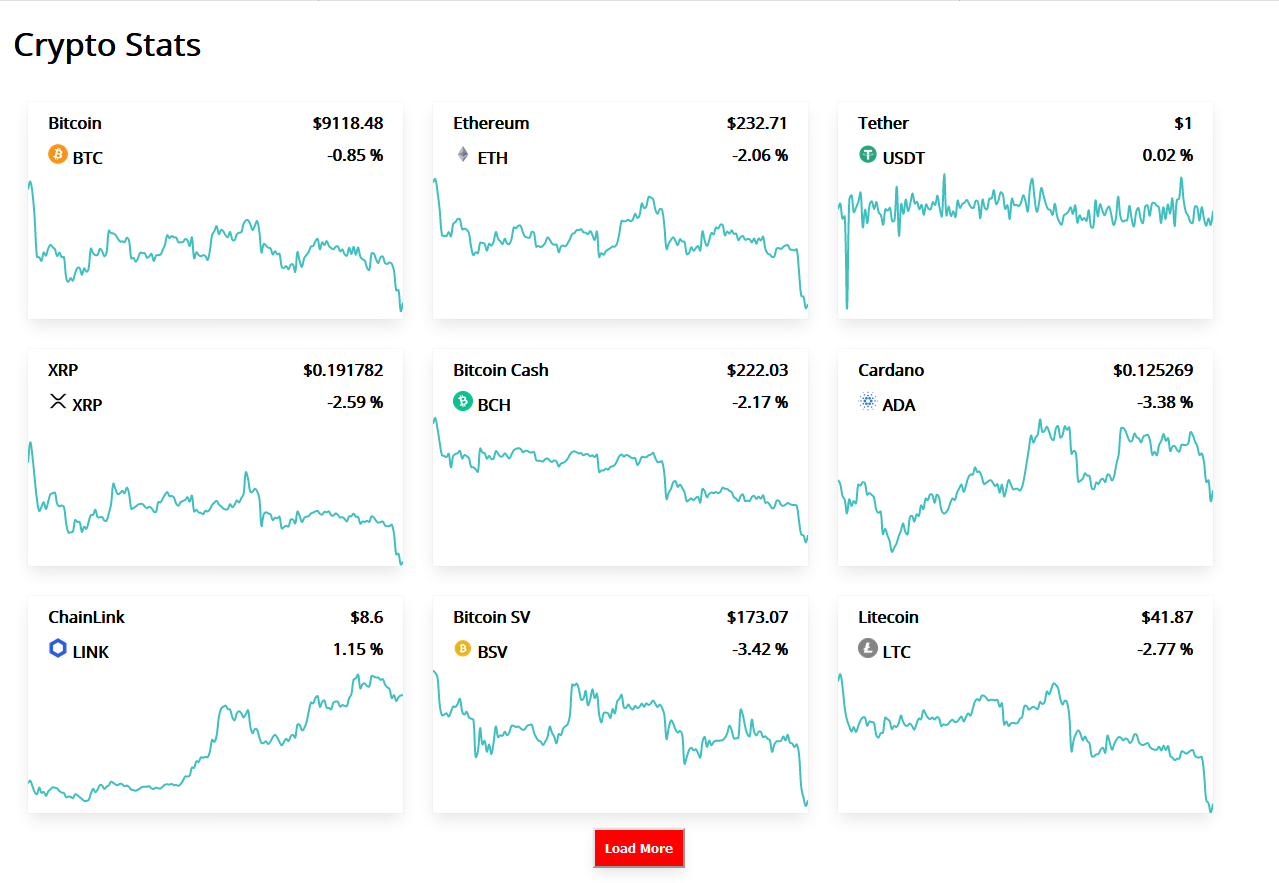 Crypto Stats
Bitcoin $9118.48
BTC -0.85 %
Ethereum $232.71
ETH -2.06 %
Tether $1
USDT 0.02 %
XRP $0.191782
XRP -2.59 %
Bitcoin Cash $222.03
BCH -2.17 %
Cardano $0.125269
ADA -3.38 %
ChainLink $8.6
LINK 1.15 %
Bitcoin SV $173.07
BSV -3.42 %
Litecoin $41.87
LTC -2.77 %
Load More